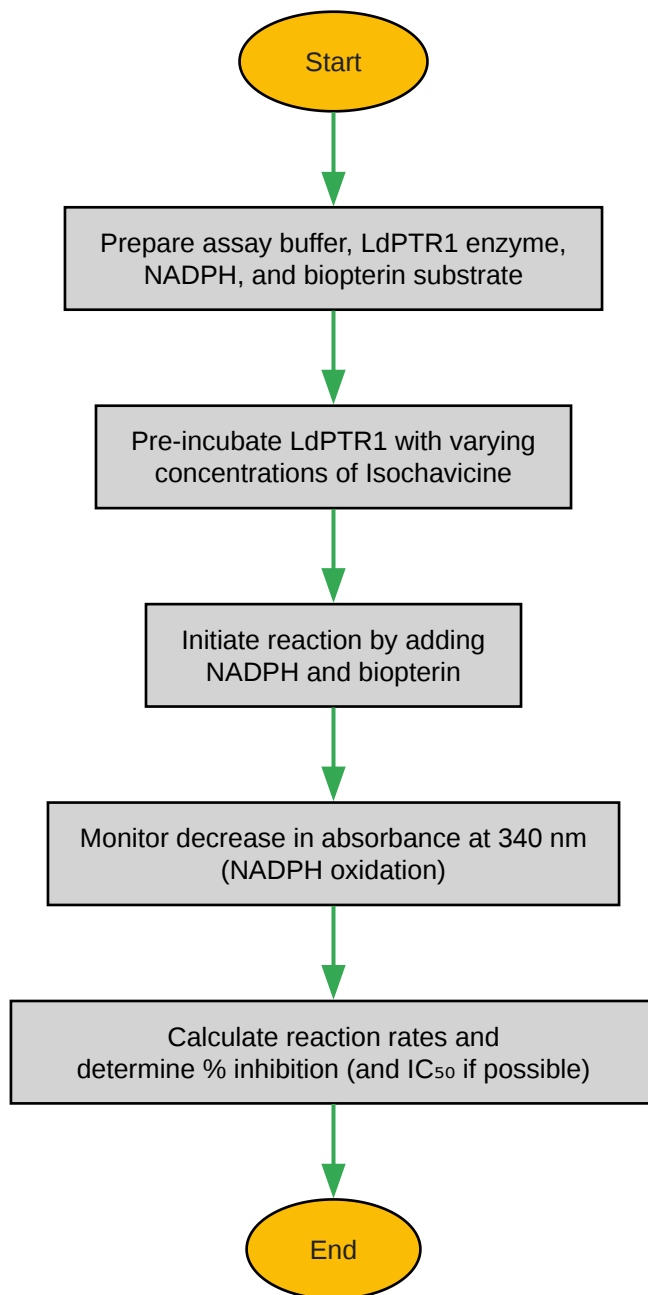 Start
Prepare assay buffer, LdPTR1 enzyme,
NADPH, and biopterin substrate
Pre-incubate LdPTR1 with varying
concentrations of Isochavicine
Initiate reaction by adding
NADPH and biopterin
Monitor decrease in absorbance at 340 nm
(NADPH oxidation)
Calculate reaction rates and
determine % inhibition (and IC₅₀ if possible)
End